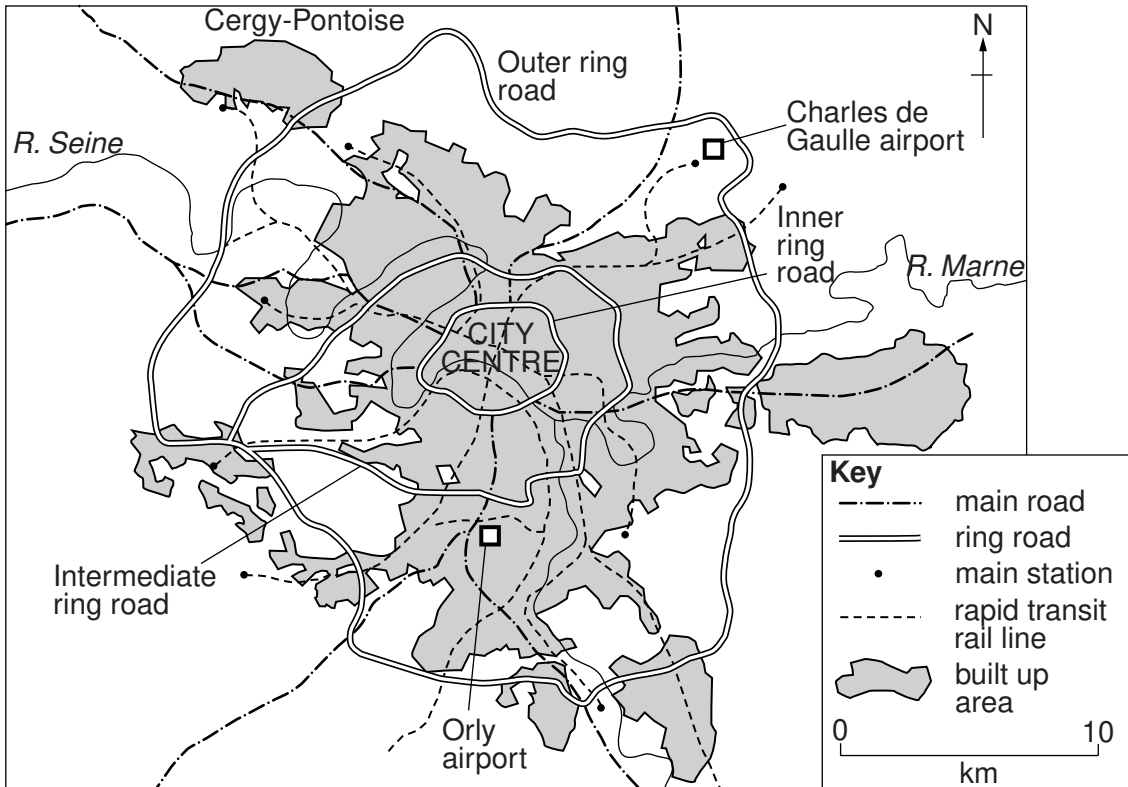 Cergy-Pontoise
Outer ring
road
N
Charles de
Gaulle airport
R. Seine
Inner
ring
road
R. Marne
CITY
CENTRE
Intermediate
ring road
Orly
airport
Key
main road
ring road
main station
rapid transit
rail line
built up
area
0 10
km